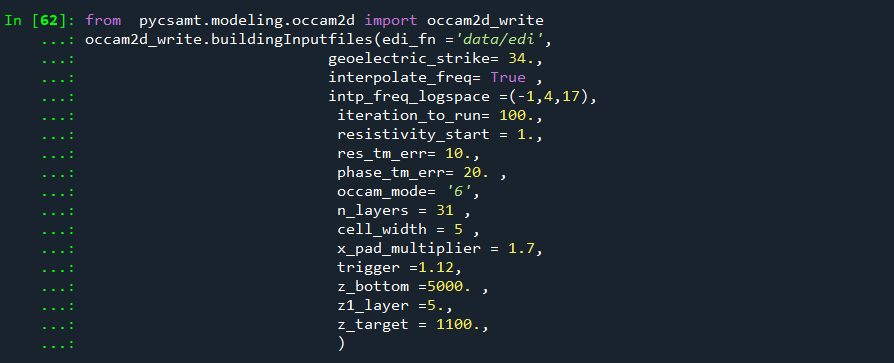 In [62]: from  pycsamt.modeling.occam2d import occam2d_write
    ...: occam2d_write.buildingInputfiles(edi_fn ='data/edi',
    ...:                             geoelectric_strike= 34.,
    ...:                             interpolate_freq= True ,
    ...:                             intp_freq_logspace =(-1,4,17),
    ...:                              iteration_to_run= 100.,
    ...:                              resistivity_start = 1.,
    ...:                              res_tm_err= 10.,
    ...:                              phase_tm_err= 20. ,
    ...:                              occam_mode= '6',
    ...:                              n_layers = 31 ,
    ...:                              cell_width = 5 ,
    ...:                              x_pad_multiplier = 1.7,
    ...:                              trigger =1.12,
    ...:                              z_bottom =5000. ,
    ...:                              z1_layer =5.,
    ...:                              z_target = 1100.,
    ...:                              )